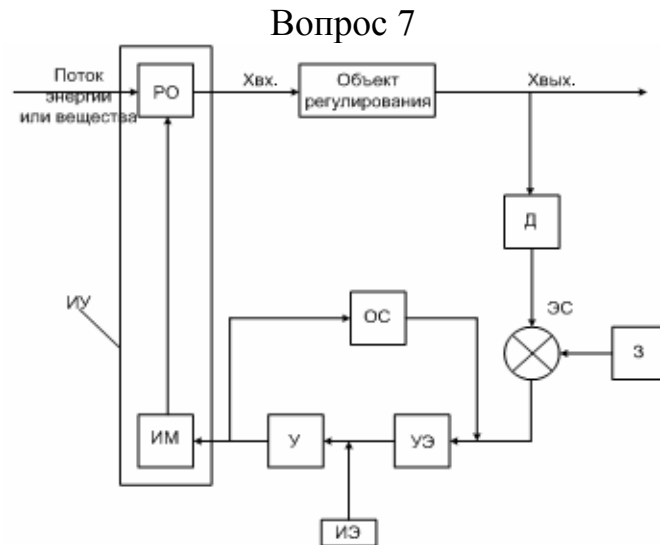 Вопрос 7
Поток
энергии
или вещества
РО
Хвх.
Объект
регулирования
Хвых.
Д
ИУ
ОС
ЭС
З
ИМ
У
УЭ
ИЭ